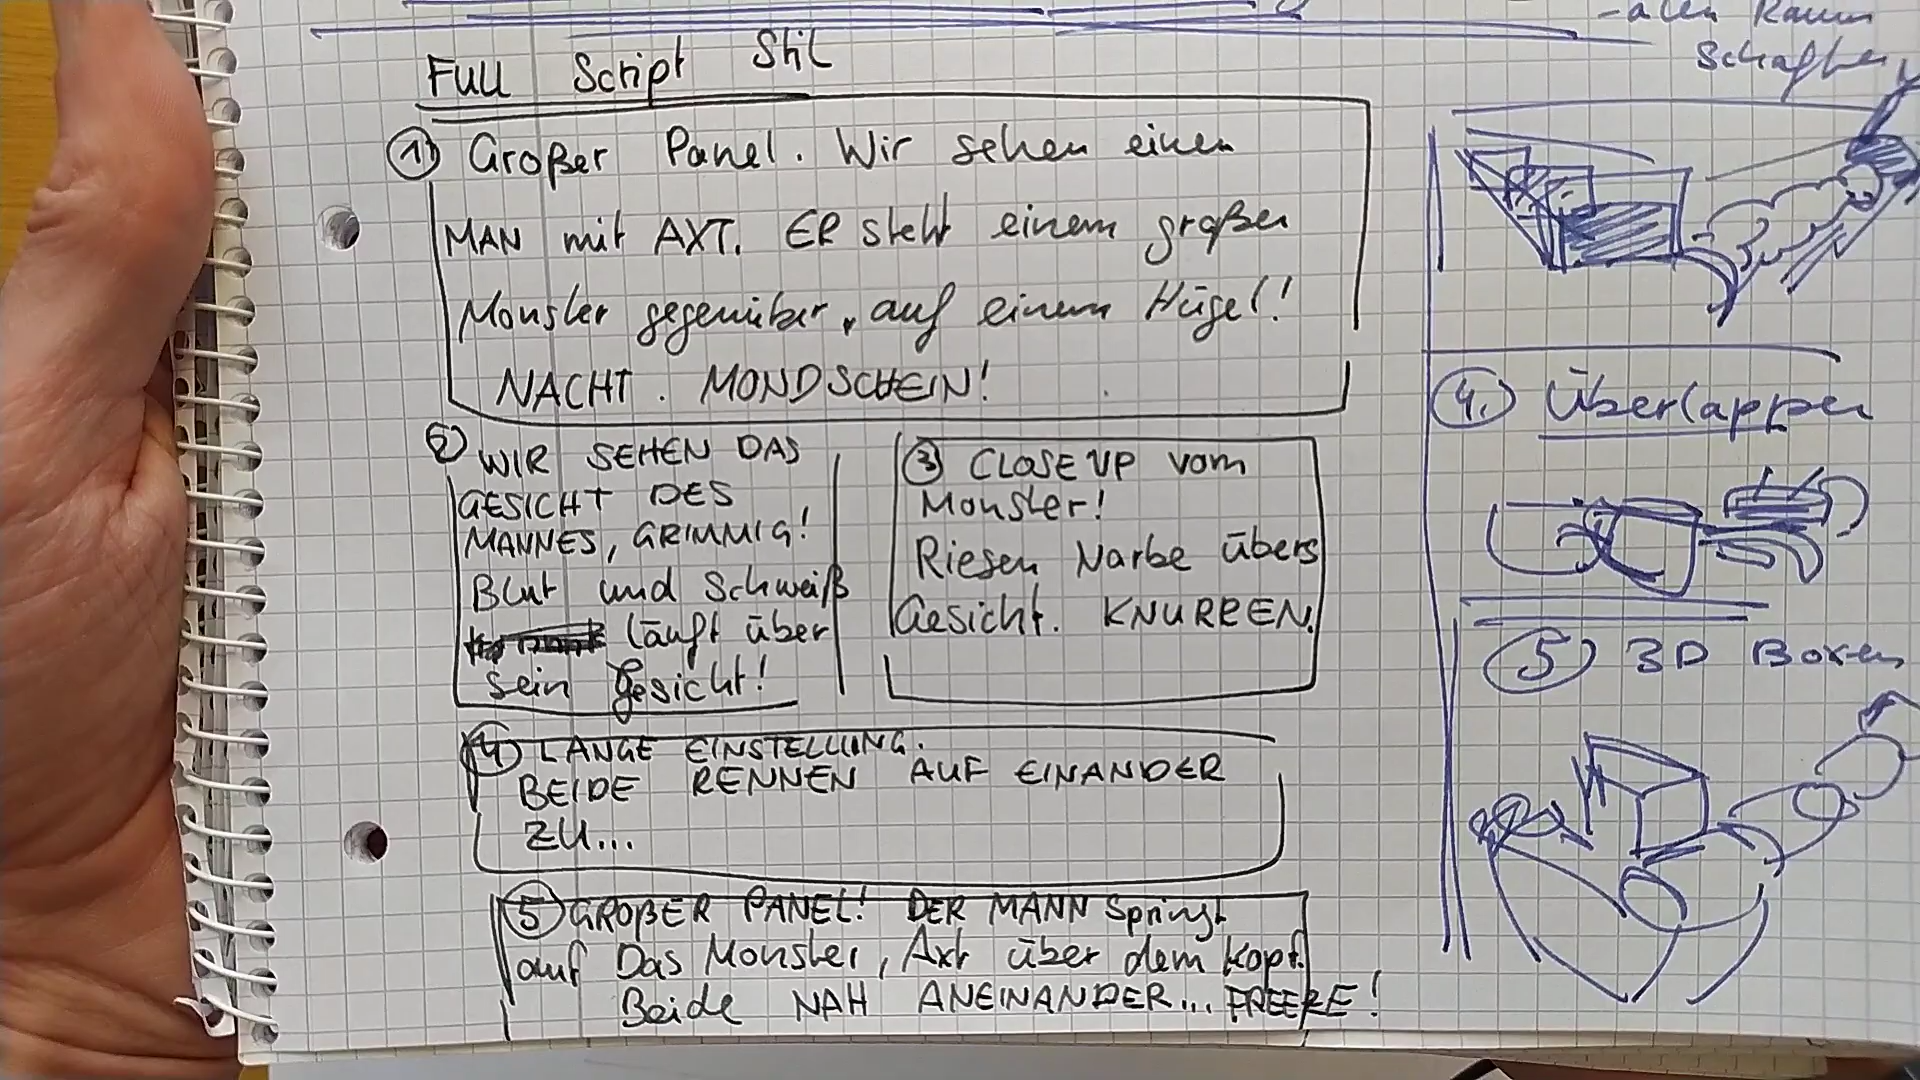 Full Script Stil
① Großer Panel. Wir sehen einen
MAN mit AXT. ER steht einem großen
Monster gegenüber, auf einem Hügel!
NACHT. MONDSCHEIN!
② WIR SEHEN DAS
GESICHT DES
MANNES, GRIMMIG!
Blut und Schweiß
läuft über
sein Gesicht!
③ CLOSE UP vom
Monster!
Riesen Narbe übers
Gesicht. KNURREN.
④ LANGE EINSTELLUNG.
BEIDE RENNEN AUF EINANDER
ZU...
⑤ GROßER PANEL! DER MANN Springt
auf Das Monster, Axt über dem Kopf.
Beide NAH ANEINANDER...
Schaffen
4. Überlappen
⑤ 3D Boxen